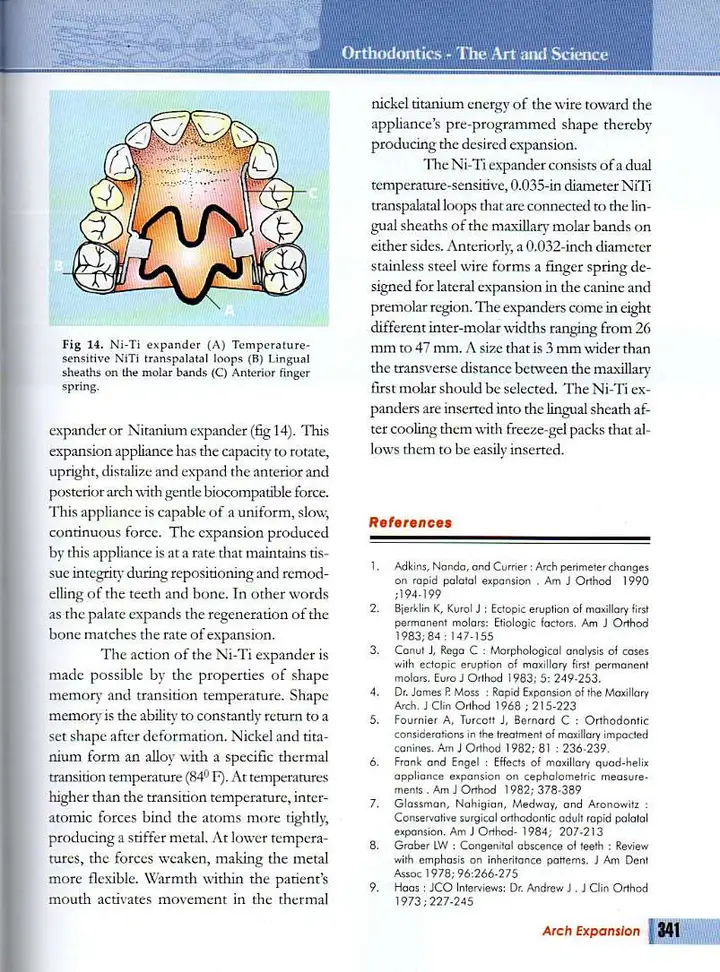 Orthodontics - The Art and Science
C
B
A
Fig 14. Ni-Ti expander (A) Temperature-
sensitive NiTi transpalatal loops (B) Lingual
sheaths on the molar bands (C) Anterior finger
spring.
expander or Nitanium expander (fig 14). This
expansion appliance has the capacity to rotate,
upright, distalize and expand the anterior and
posterior arch with gentle biocompatible force.
This appliance is capable of a uniform, slow,
continuous force. The expansion produced
by this appliance is at a rate that maintains tis-
sue integrity during repositioning and remod-
elling of the teeth and bone. In other words
as the palate expands the regeneration of the
bone matches the rate of expansion.
The action of the Ni-Ti expander is
made possible by the properties of shape
memory and transition temperature. Shape
memory is the ability to constantly return to a
set shape after deformation. Nickel and tita-
nium form an alloy with a specific thermal
transition temperature (84⁰ F). At temperatures
higher than the transition temperature, inter-
atomic forces bind the atoms more tightly,
producing a stiffer metal. At lower tempera-
tures, the forces weaken, making the metal
more flexible. Warmth within the patient's
mouth activates movement in the thermal
nickel titanium energy of the wire toward the
appliance's pre-programmed shape thereby
producing the desired expansion.
The Ni-Ti expander consists of a dual
temperature-sensitive, 0.035-in diameter NiTi
transpalatal loops that are connected to the lin-
gual sheaths of the maxillary molar bands on
either sides. Anteriorly, a 0.032-inch diameter
stainless steel wire forms a finger spring de-
signed for lateral expansion in the canine and
premolar region. The expanders come in eight
different inter-molar widths ranging from 26
mm to 47 mm. A size that is 3 mm wider than
the transverse distance between the maxillary
first molar should be selected. The Ni-Ti ex-
panders are inserted into the lingual sheath af-
ter cooling them with freeze-gel packs that al-
lows them to be easily inserted.
References
1. Adkins, Nanda, and Currier : Arch perimeter changes
on rapid palatal expansion . Am J Orthod 1990
;194-199
2. Bjerklin K, Kurol J : Ectopic eruption of maxillary first
permanent molars: Etiologic factors. Am J Orthod
1983; 84 : 147-155
3. Canut J, Rega C : Morphological analysis of cases
with ectopic eruption of maxillary first permanent
molars. Euro J Orthod 1983; 5: 249-253.
4. Dr. James P. Moss : Rapid Expansion of the Maxillary
Arch. J Clin Orthod 1968 ; 215-223
5. Fournier A, Turcott J, Bernard C : Orthodontic
considerations in the treatment of maxillary impacted
canines. Am J Orthod 1982; 81 : 236-239.
6. Frank and Engel : Effects of maxillary quad-helix
appliance expansion on cephalometric measure-
ments . Am J Orthod 1982; 378-389
7. Glassman, Nahigian, Medway, and Aronowitz :
Conservative surgical orthodontic adult rapid palatal
expansion. Am J Orthod- 1984; 207-213
8. Graber LW : Congenital abscence of teeth : Review
with emphasis on inheritance patterns. J Am Dent
Assoc 1978; 96:266-275
9. Haas : JCO Interviews: Dr. Andrew J . J Clin Orthod
1973 ; 227-245
Arch Expansion 341